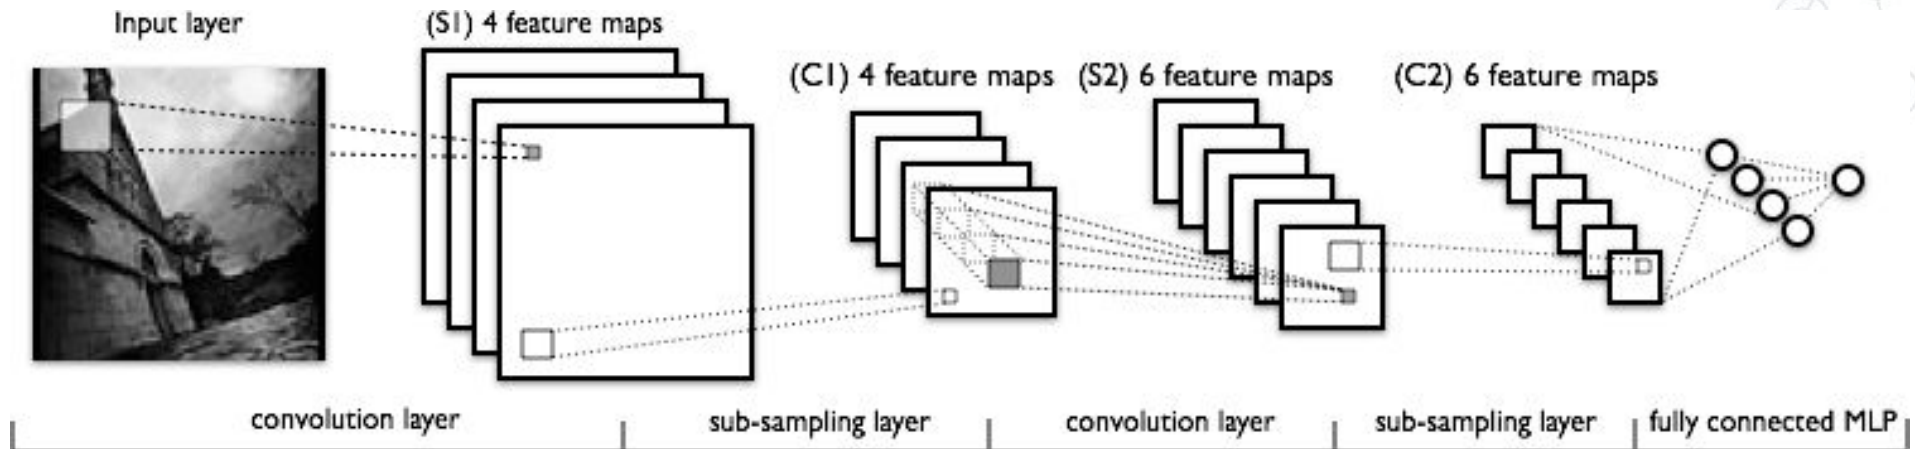 Input layer
(S1) 4 feature maps
(C1) 4 feature maps
(S2) 6 feature maps
(C2) 6 feature maps
convolution layer
sub-sampling layer
convolution layer
sub-sampling layer
fully connected MLP